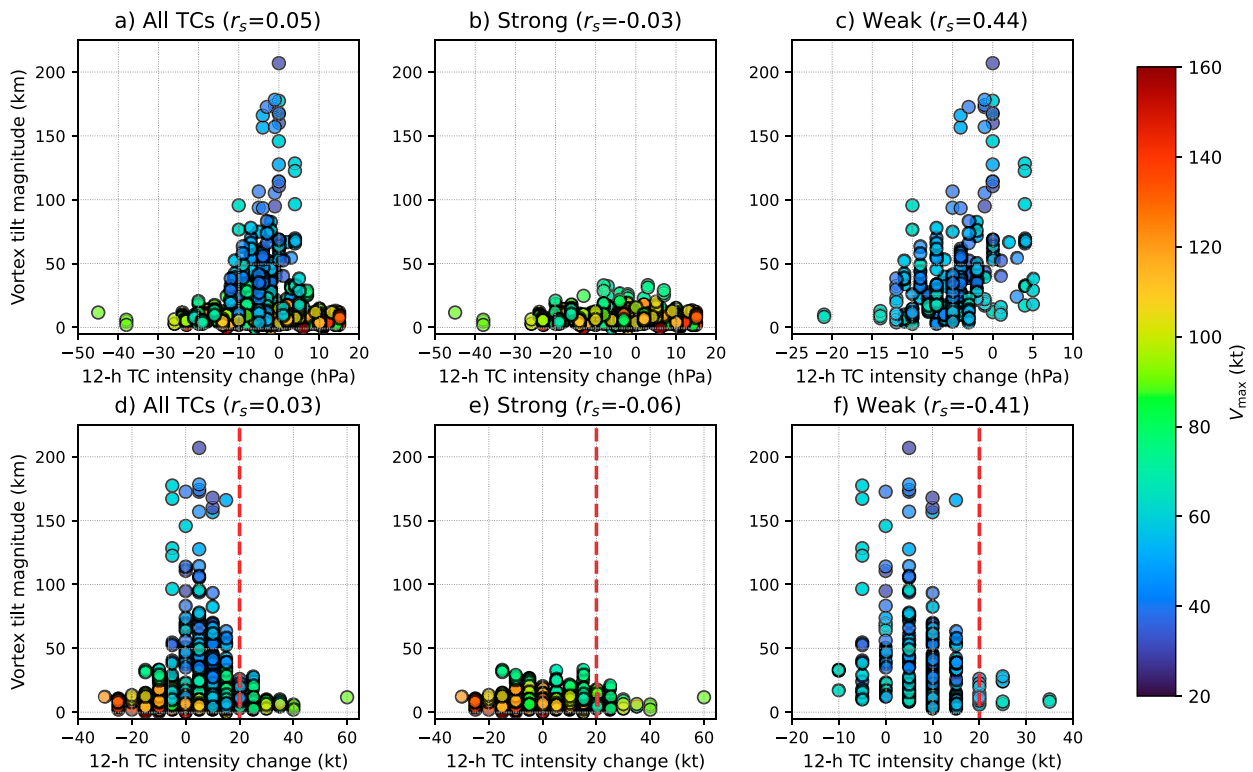 a) All TCs (rs=0.05)
b) Strong (rs=-0.03)
c) Weak (rs=0.44)
Vortex tilt magnitude (km)
200
150
100
50
0
−50 −40 −30 −20 −10 0 10 20
12-h TC intensity change (hPa)
200
150
100
50
0
−50 −40 −30 −20 −10 0 10 20
12-h TC intensity change (hPa)
200
150
100
50
0
−25 −20 −15 −10 −5 0 5 10
12-h TC intensity change (hPa)
d) All TCs (rs=0.03)
e) Strong (rs=-0.06)
f) Weak (rs=-0.41)
Vortex tilt magnitude (km)
200
150
100
50
0
−40 −20 0 20 40 60
12-h TC intensity change (kt)
200
150
100
50
0
−40 −20 0 20 40 60
12-h TC intensity change (kt)
200
150
100
50
0
−20 −10 0 10 20 30 40
12-h TC intensity change (kt)
160
140
120
100
80
60
40
20
Vmax (kt)